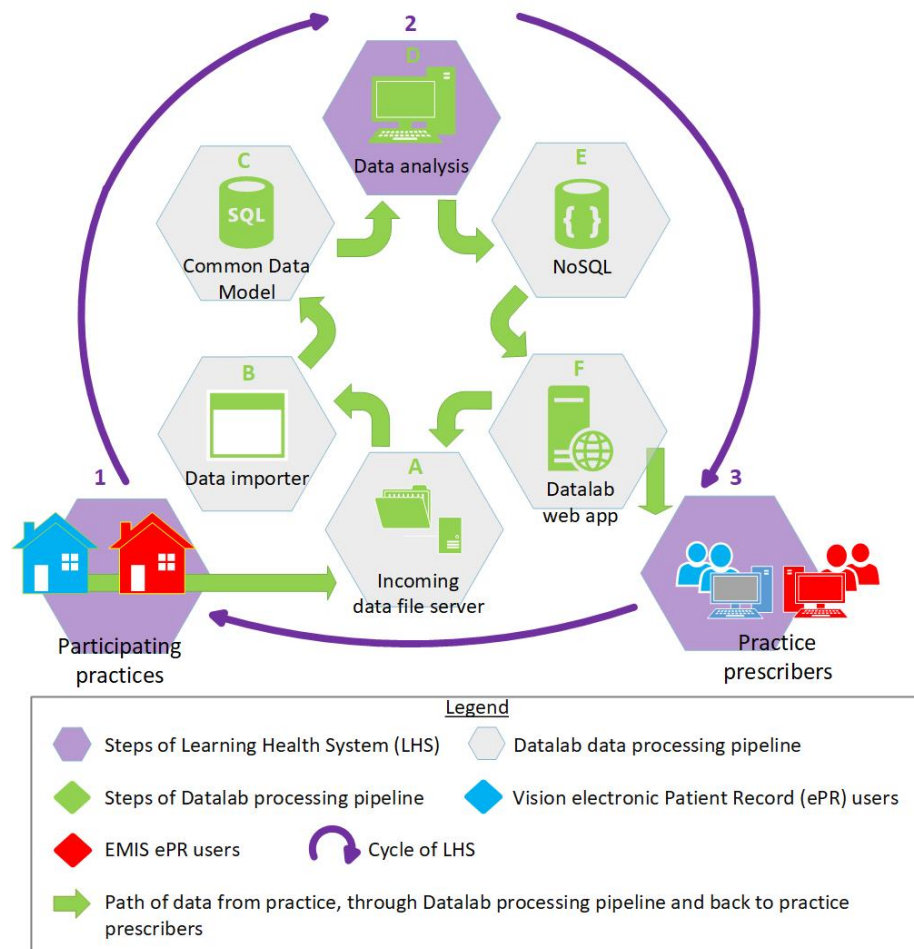 2
D
Data analysis
C
SQL
Common Data
Model
E
{ }
NoSQL
B
Data importer
F
Datalab
web app
A
Incoming
data file server
1
Participating
practices
3
Practice
prescribers
Legend
Steps of Learning Health System (LHS)
Datalab data processing pipeline
Steps of Datalab processing pipeline
Vision electronic Patient Record (ePR) users
EMIS ePR users
Cycle of LHS
Path of data from practice, through Datalab processing pipeline and back to practice
prescribers